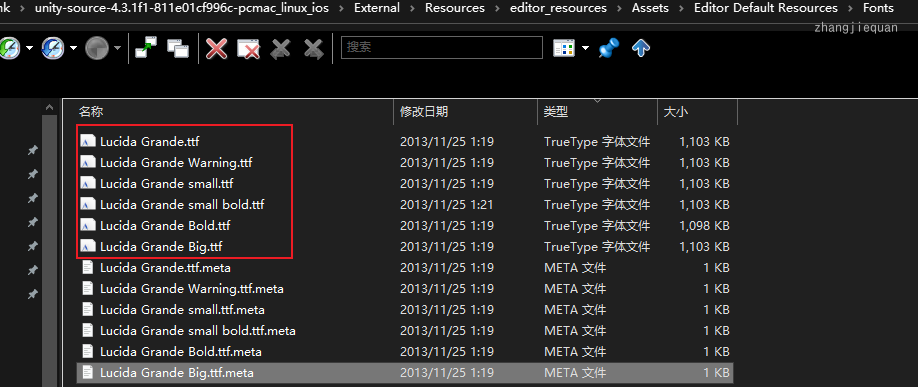 nk › unity-source-4.3.1f1-811e01cf996c-pcmac_linux_ios › External › Resources › editor_resources › Assets › Editor Default Resources › Fonts
zhangjiequan
搜索
名称 修改日期 类型 大小
Lucida Grande.ttf 2013/11/25 1:19 TrueType 字体文件 1,103 KB
Lucida Grande Warning.ttf 2013/11/25 1:19 TrueType 字体文件 1,103 KB
Lucida Grande small.ttf 2013/11/25 1:19 TrueType 字体文件 1,103 KB
Lucida Grande small bold.ttf 2013/11/25 1:21 TrueType 字体文件 1,103 KB
Lucida Grande Bold.ttf 2013/11/25 1:19 TrueType 字体文件 1,098 KB
Lucida Grande Big.ttf 2013/11/25 1:19 TrueType 字体文件 1,103 KB
Lucida Grande.ttf.meta 2013/11/25 1:19 META 文件 1 KB
Lucida Grande Warning.ttf.meta 2013/11/25 1:19 META 文件 1 KB
Lucida Grande small.ttf.meta 2013/11/25 1:19 META 文件 1 KB
Lucida Grande small bold.ttf.meta 2013/11/25 1:19 META 文件 1 KB
Lucida Grande Bold.ttf.meta 2013/11/25 1:19 META 文件 1 KB
Lucida Grande Big.ttf.meta 2013/11/25 1:19 META 文件 1 KB